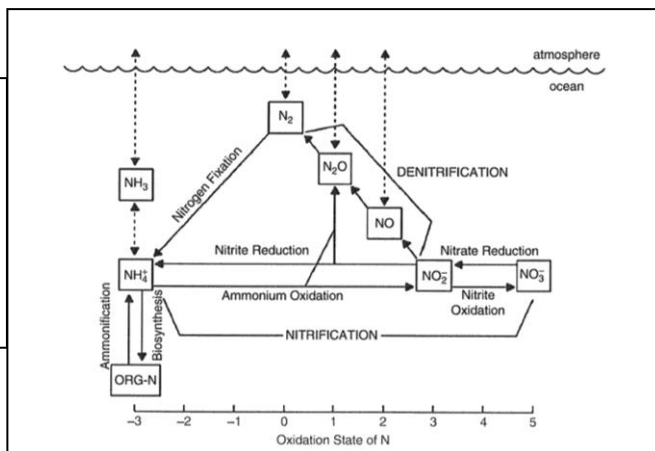 atmosphere
ocean
N₂
N₂O
DENITRIFICATION
Nitrogen Fixation
NH₃
NO
Nitrite Reduction
Nitrate Reduction
NH₄⁺
NO₂⁻
NO₃⁻
Ammonium Oxidation
Nitrite
Oxidation
Ammonification
Biosynthesis
NITRIFICATION
ORG-N
−3 −2 −1 0 1 2 3 4 5
Oxidation State of N